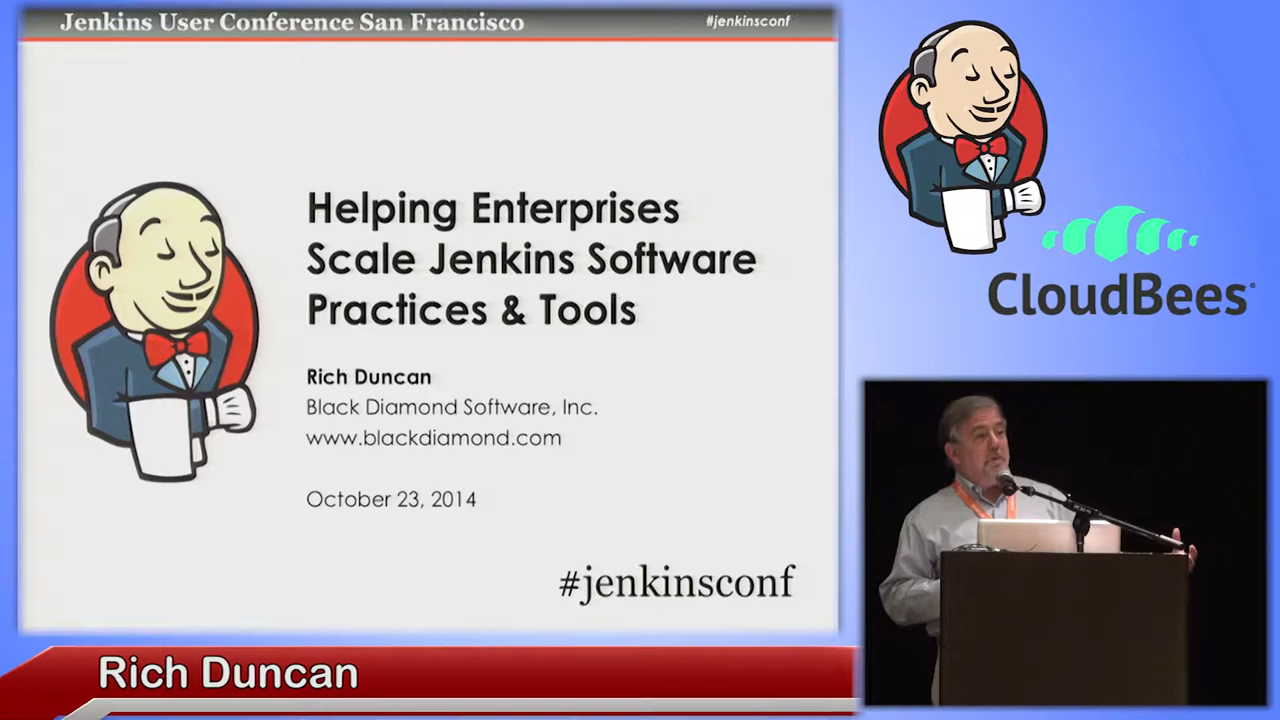 Jenkins User Conference San Francisco
#jenkinsconf
Helping Enterprises
Scale Jenkins Software
Practices & Tools
Rich Duncan
Black Diamond Software, Inc.
www.blackdiamond.com
October 23, 2014
#jenkinsconf
CloudBees
Rich Duncan